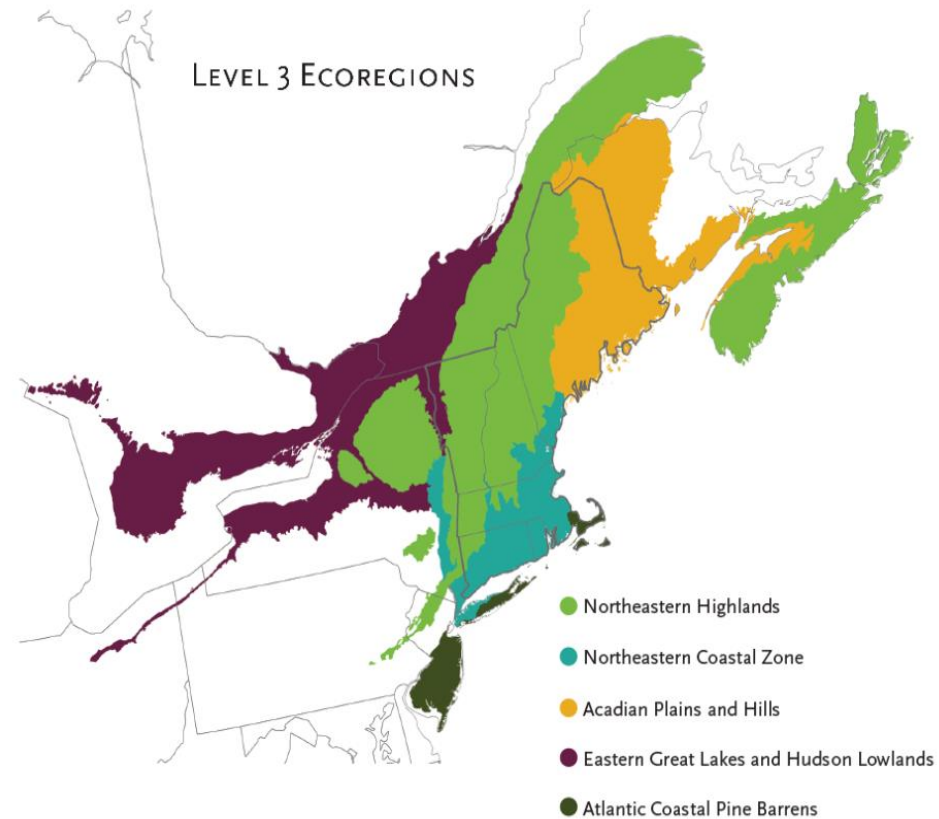 Level 3 Ecoregions
Northeastern Highlands
Northeastern Coastal Zone
Acadian Plains and Hills
Eastern Great Lakes and Hudson Lowlands
Atlantic Coastal Pine Barrens